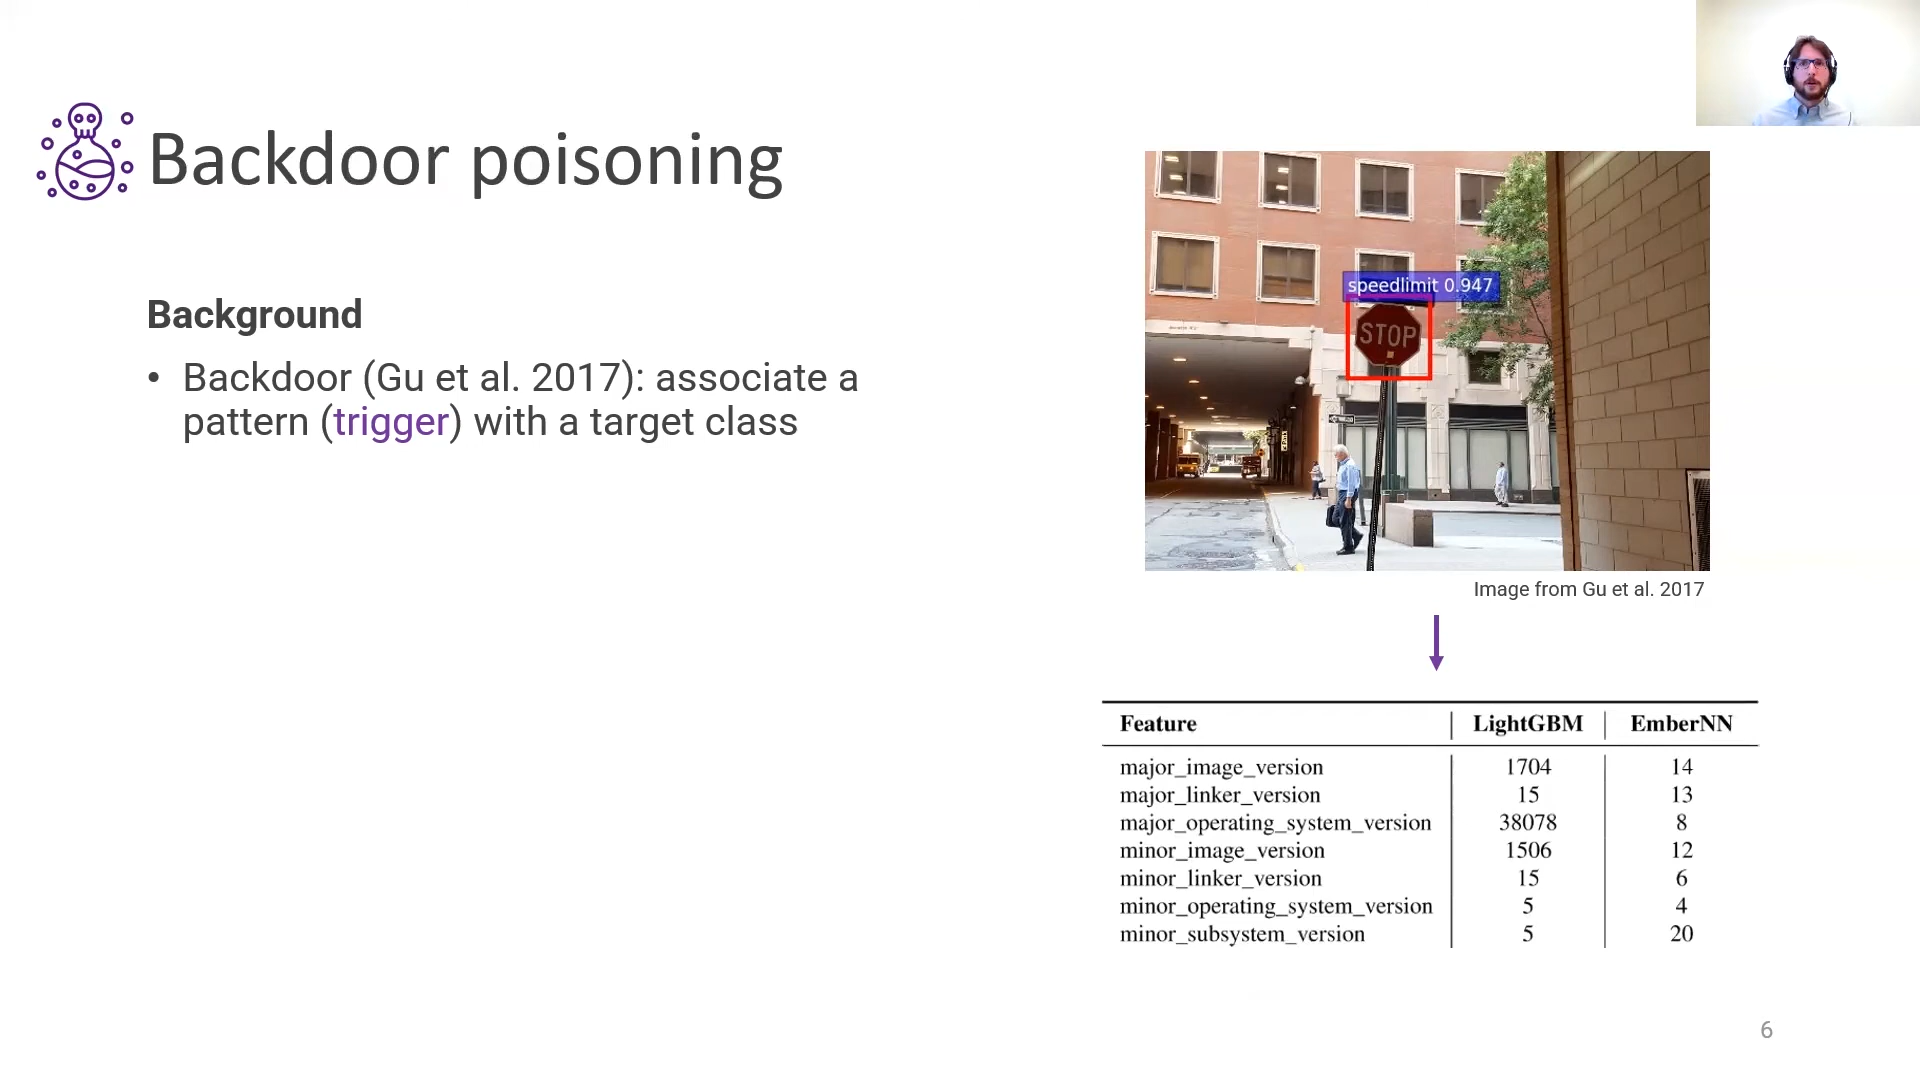 Backdoor poisoning
Background
• Backdoor (Gu et al. 2017): associate a
pattern (trigger) with a target class
speedlimit 0.947
STOP
Image from Gu et al. 2017
Feature LightGBM EmberNN
major_image_version 1704 14
major_linker_version 15 13
major_operating_system_version 38078 8
minor_image_version 1506 12
minor_linker_version 15 6
minor_operating_system_version 5 4
minor_subsystem_version 5 20
6